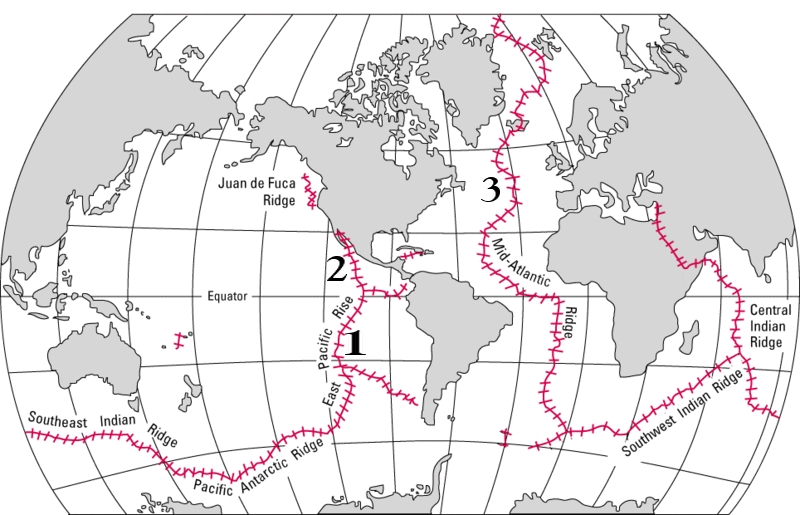 Juan de Fuca
Ridge
3
2
Mid-Atlantic
Ridge
Equator
1
East Pacific Rise
Central
Indian
Ridge
Southeast Indian Ridge
Pacific Antarctic Ridge
Southwest Indian Ridge